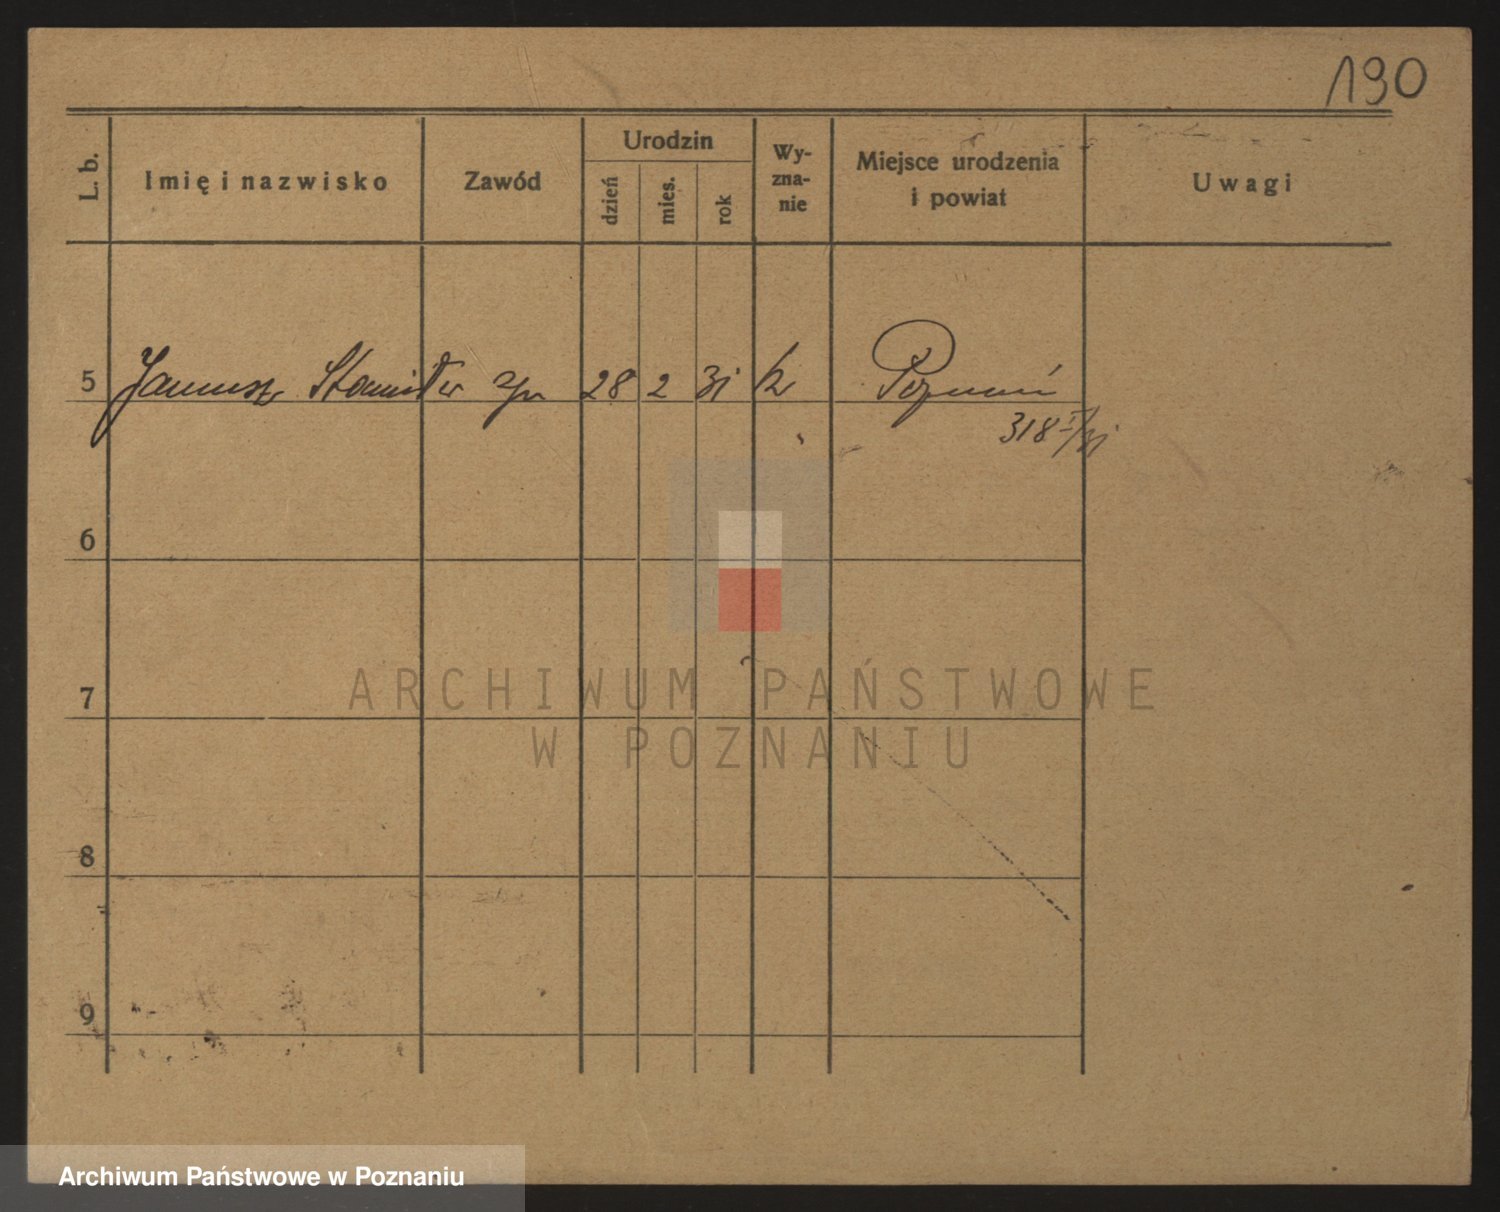 190
L. b.
Imię i nazwisko
Zawód
Urodzin
dzień
mies.
rok
Wy-
zna-
nie
Miejsce urodzenia
i powiat
Uwagi
5 Janusz 28 2 31 k Poznań
318
6
7
8
9
ARCHIWUM PAŃSTWOWE
W POZNANIU
Archiwum Państwowe w Poznaniu